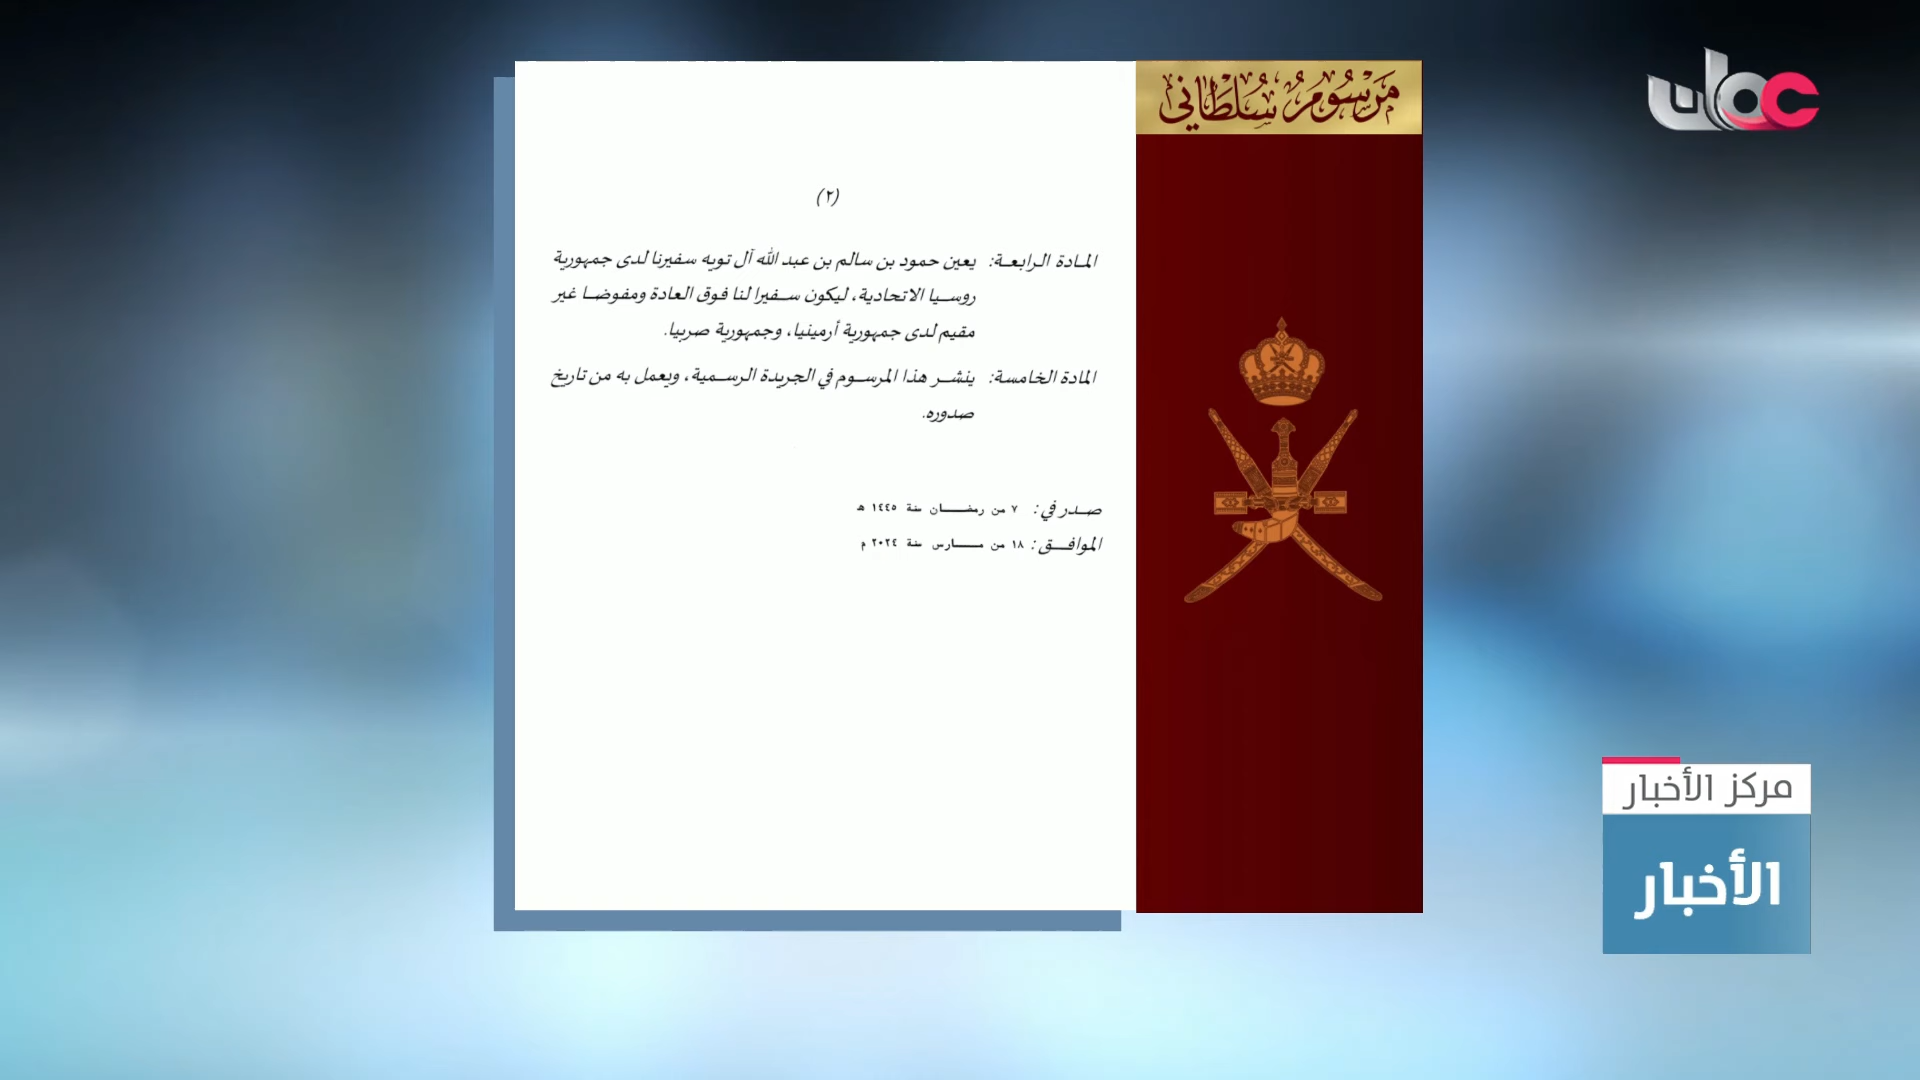 مرسوم سلطاني
عمان
(٢)
المادة الرابعة: يعين حمود بن سالم بن عبد الله آل تويه سفيرنا لدى جمهورية
روسيا الاتحادية، ليكون سفيرا لنا فوق العادة ومفوضا غير
مقيم لدى جمهورية أرمينيا، وجمهورية صربيا.
المادة الخامسة: ينشر هذا المرسوم في الجريدة الرسمية، ويعمل به من تاريخ
صدوره.
صدر في: ٧ من رمضان سنة ١٤٤٥ هـ
الموافق: ١٨ من مارس سنة ٢٠٢٤ م
مركز الأخبار
الأخبار